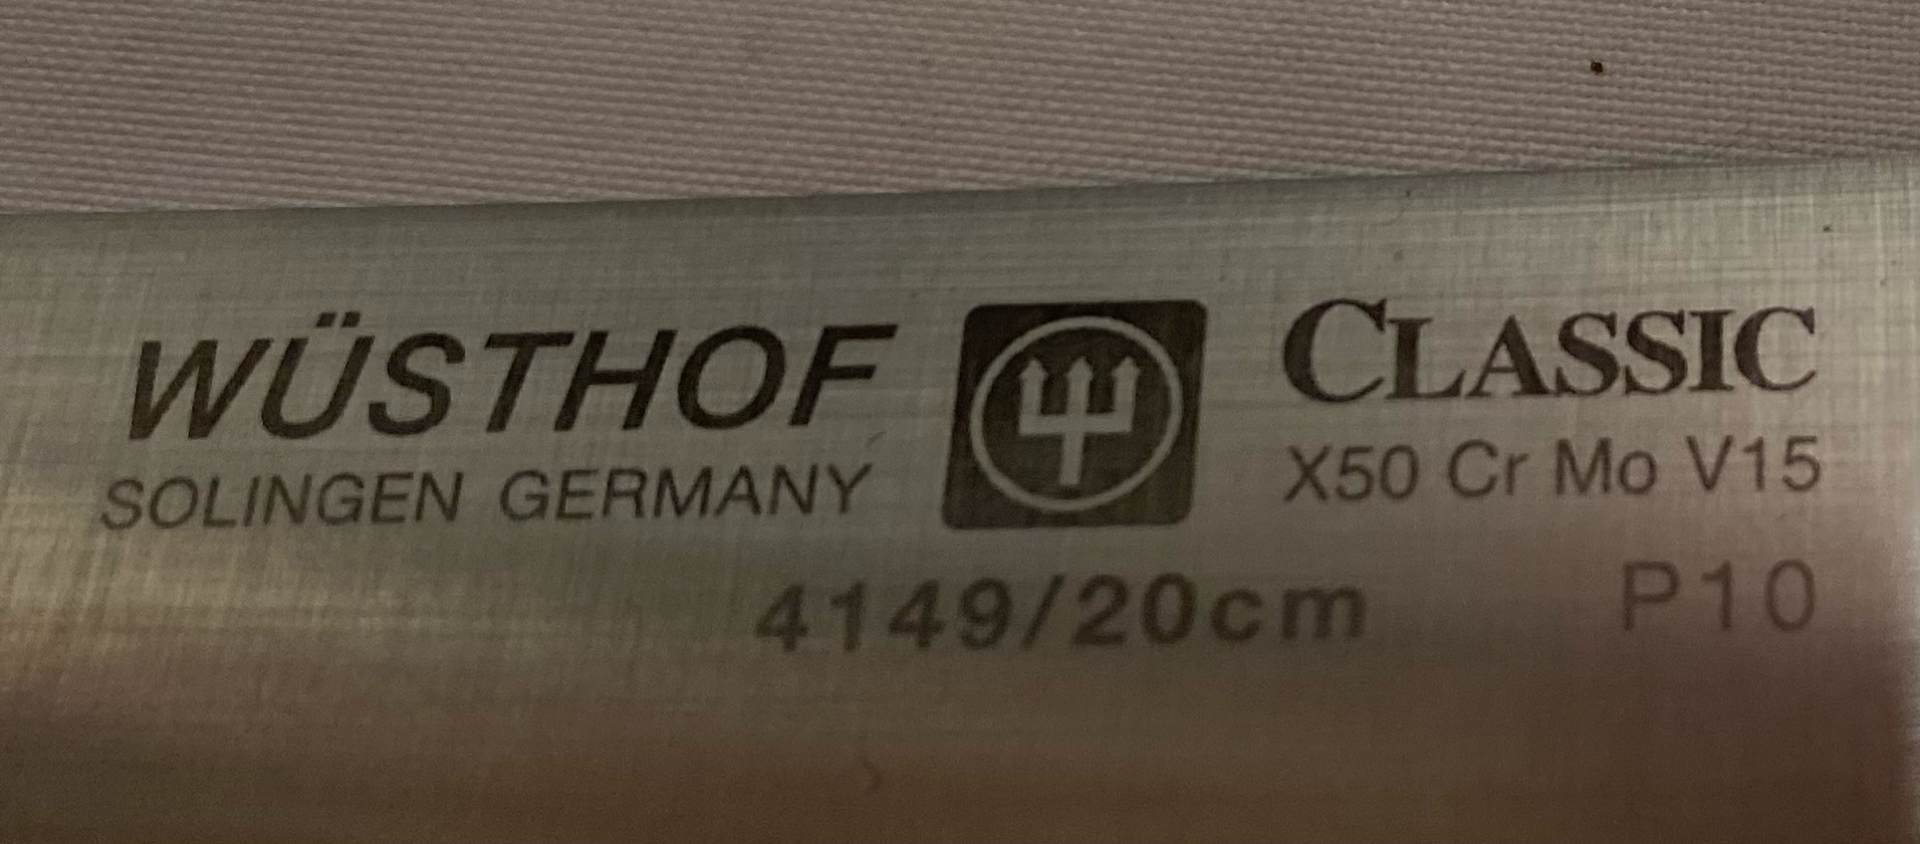 WÜSTHOF
SOLINGEN GERMANY
CLASSIC
X50 Cr Mo V15
4149/20cm
P10